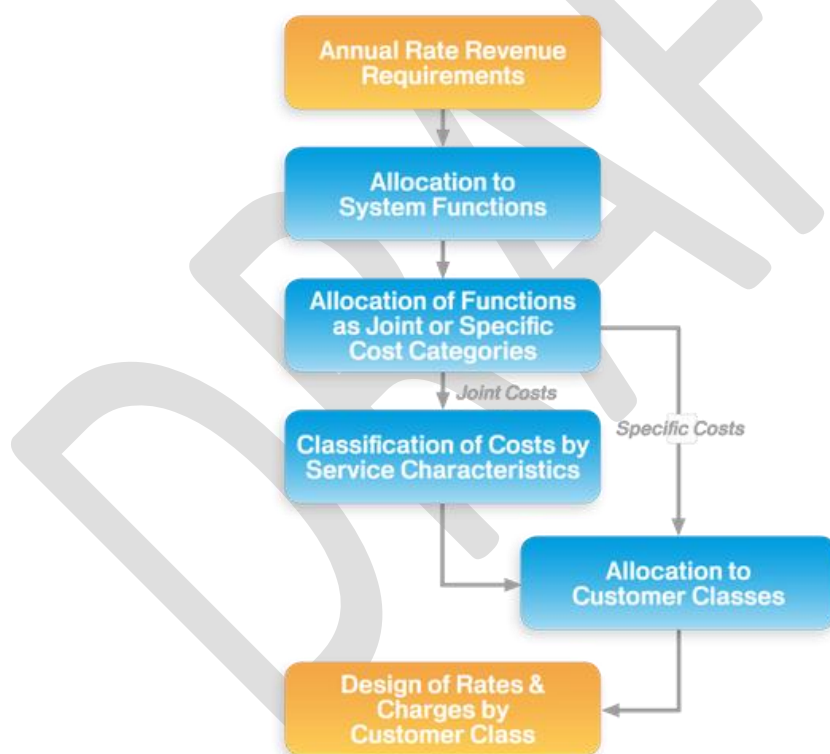 Annual Rate Revenue
Requirements
Allocation to
System Functions
Allocation of Functions
as Joint or Specific
Cost Categories
Joint Costs
Specific Costs
Classification of Costs by
Service Characteristics
Allocation to
Customer Classes
Design of Rates &
Charges by
Customer Class